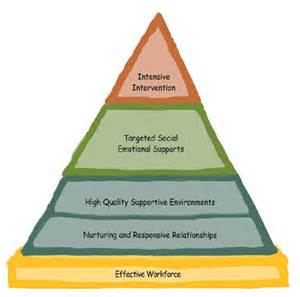 Intensive
Intervention
Targeted Social
Emotional Supports
High Quality Supportive Environments
Nurturing and Responsive Relationships
Effective Workforce